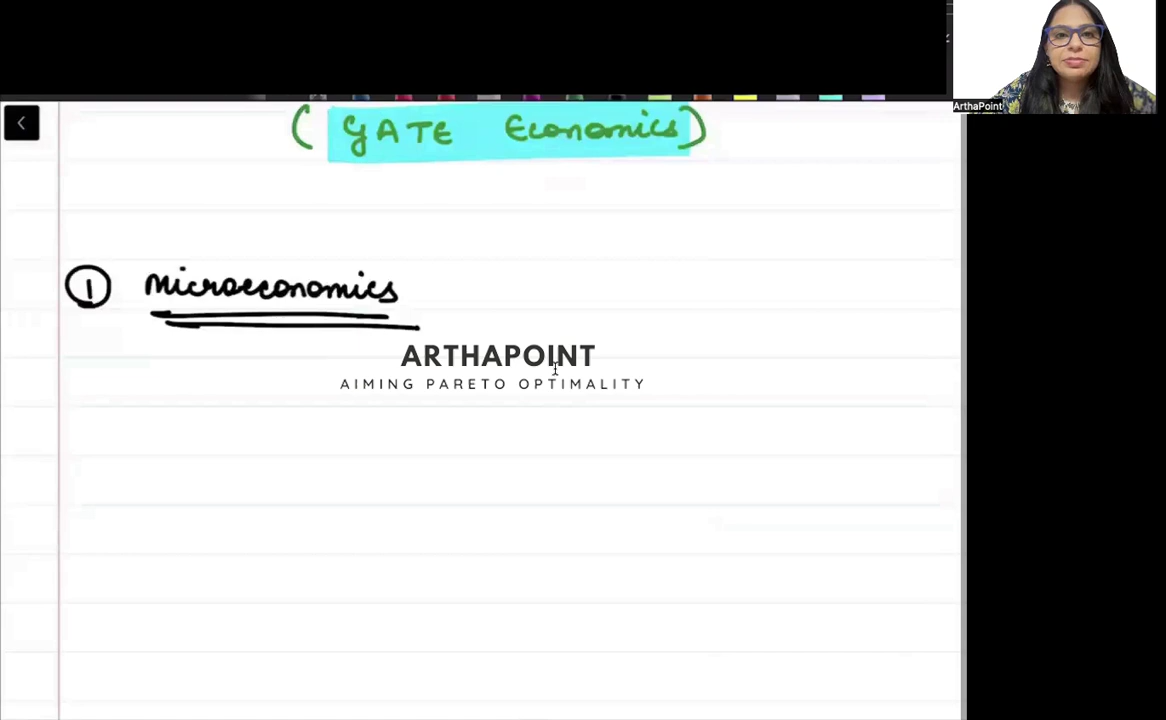 ArthaPoint
(GATE Economics)
① Microeconomics
ARTHAPOINT
AIMING PARETO OPTIMALITY